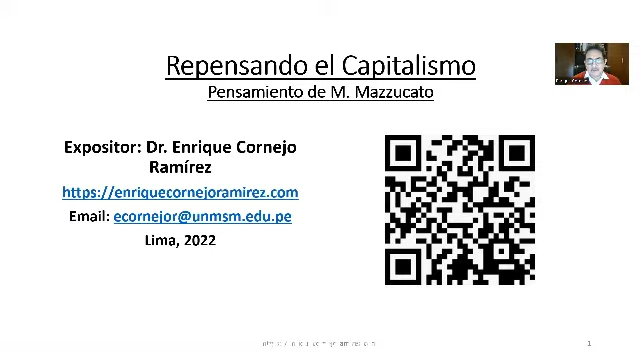 Repensando el Capitalismo
Pensamiento de M. Mazzucato
Expositor: Dr. Enrique Cornejo
Ramírez
https://enriquecornejoramirez.com
Email: ecornejor@unmsm.edu.pe
Lima, 2022
1